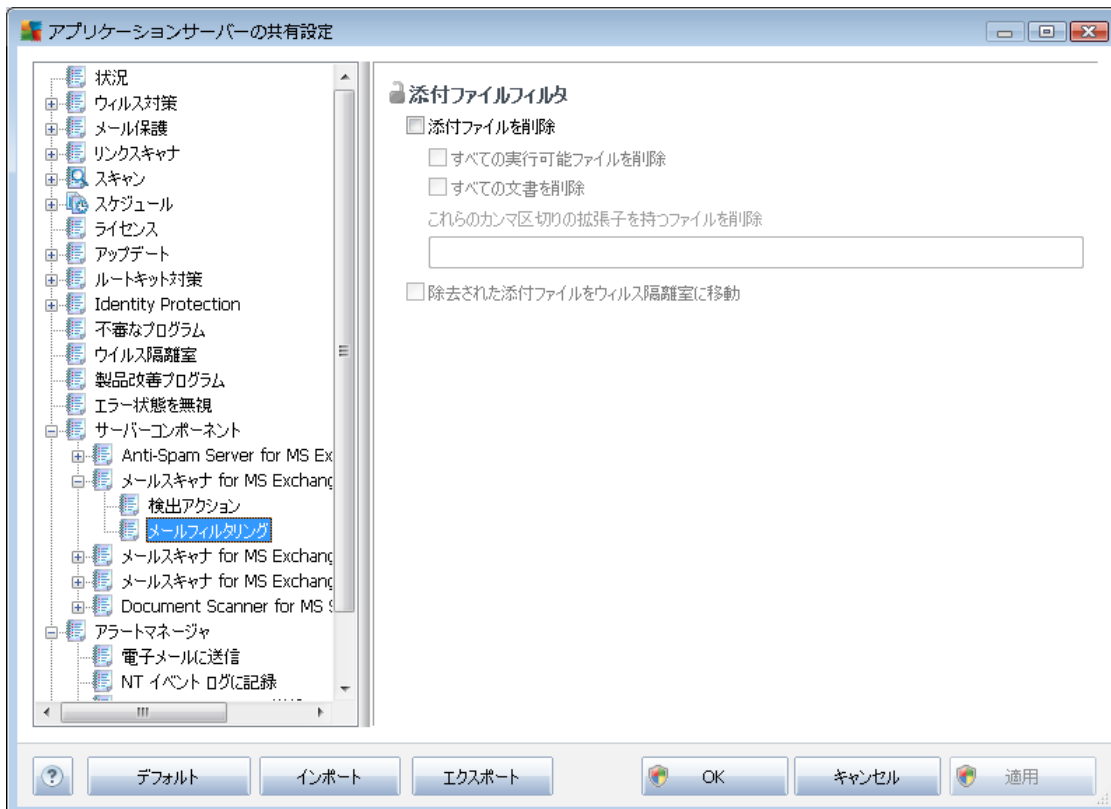 アプリケーションサーバーの共有設定
状況
ウィルス対策
メール保護
リンクスキャナ
スキャン
スケジュール
ライセンス
アップデート
ルートキット対策
Identity Protection
不審なプログラム
ウイルス隔離室
製品改善プログラム
エラー状態を無視
サーバーコンポーネント
Anti-Spam Server for MS Ex
メールスキャナ for MS Exchang
検出アクション
メールフィルタリング
メールスキャナ for MS Exchang
メールスキャナ for MS Exchang
Document Scanner for MS S
アラートマネージャ
電子メールに送信
NT イベント ログに記録
添付ファイルフィルタ
添付ファイルを削除
すべての実行可能ファイルを削除
すべての文書を削除
これらのカンマ区切りの拡張子を持つファイルを削除
除去された添付ファイルをウィルス隔離室に移動
?
デフォルト
インポート
エクスポート
OK
キャンセル
適用